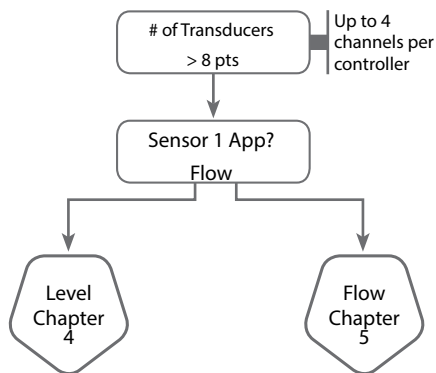 # of Transducers
> 8 pts
Up to 4
channels per
controller
Sensor 1 App?
Flow
Level
Chapter
4
Flow
Chapter
5